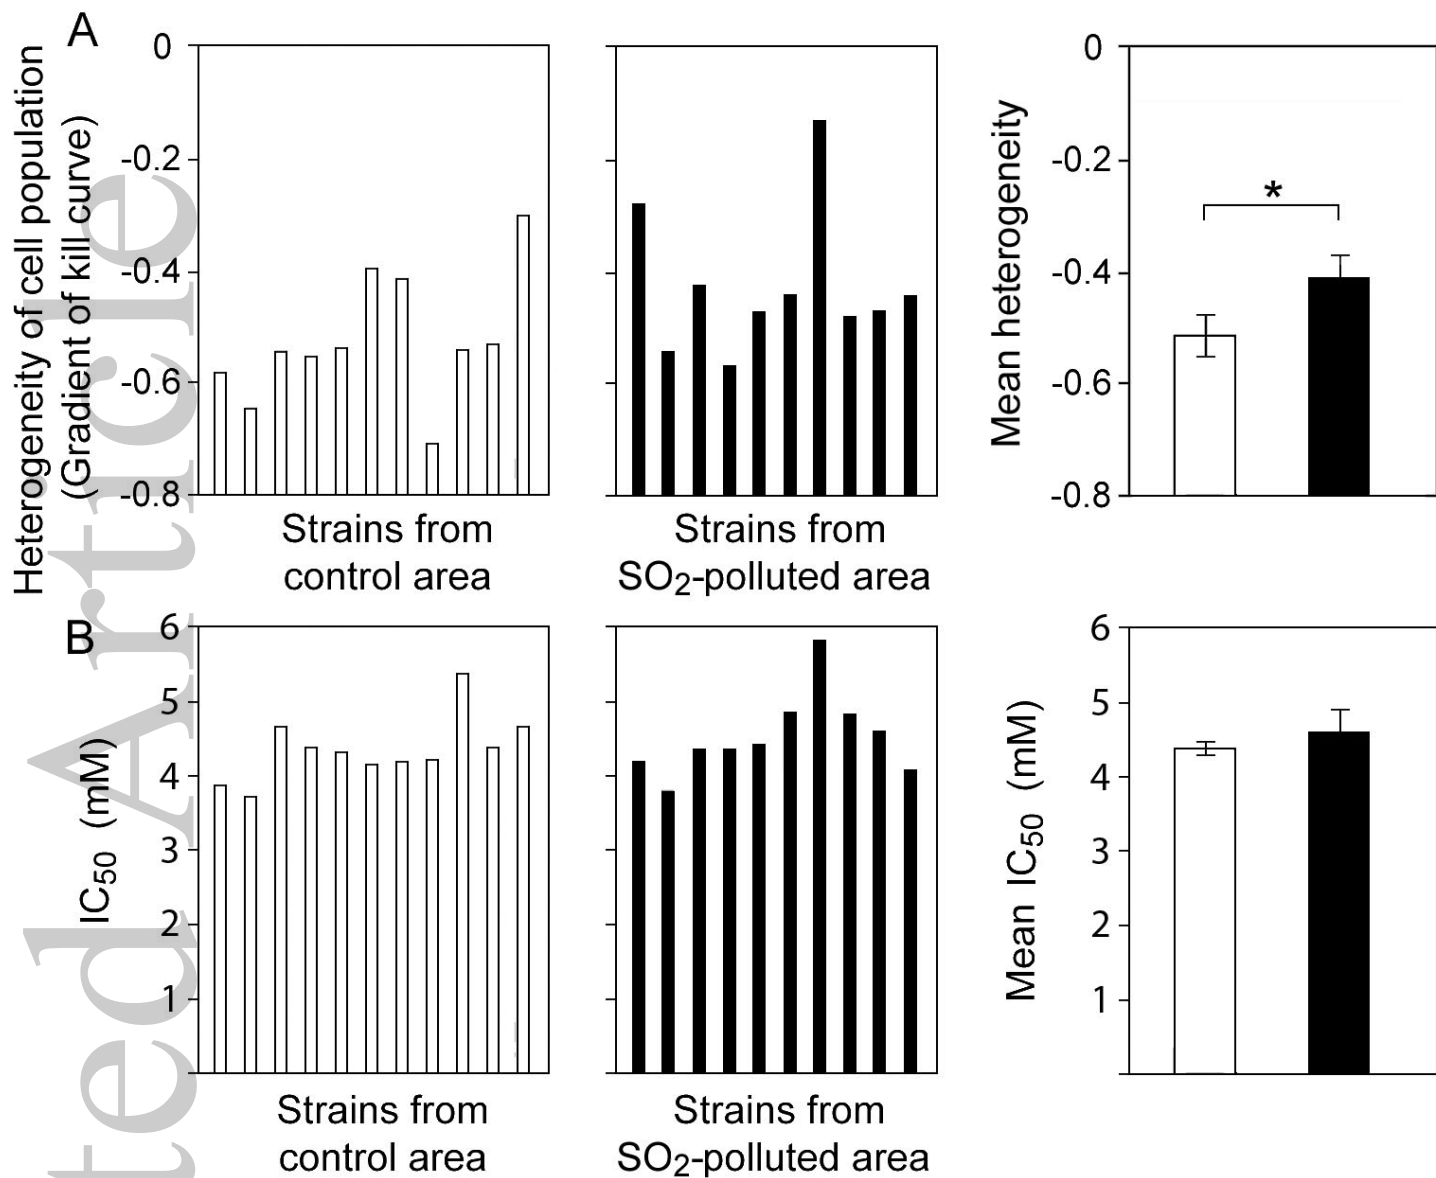 A
Heterogeneity of cell population
(Gradient of kill curve)
0
-0.2
-0.4
-0.6
-0.8
Strains from
control area
Strains from
SO2-polluted area
Mean heterogeneity
0
-0.2
-0.4
-0.6
-0.8
*
B
IC50 (mM)
6
5
4
3
2
1
Strains from
control area
Strains from
SO2-polluted area
Mean IC50 (mM)
6
5
4
3
2
1
ted Article